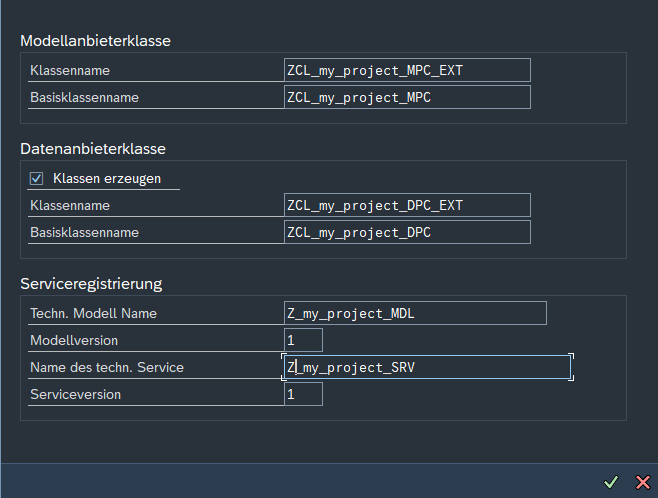 Modellanbieterklasse
Klassenname ZCL_my_project_MPC_EXT
Basisklassenname ZCL_my_project_MPC
Datenanbieterklasse
Klassen erzeugen
Klassenname ZCL_my_project_DPC_EXT
Basisklassenname ZCL_my_project_DPC
Serviceregistrierung
Techn. Modell Name Z_my_project_MDL
Modellversion 1
Name des techn. Service Z_my_project_SRV
Serviceversion 1